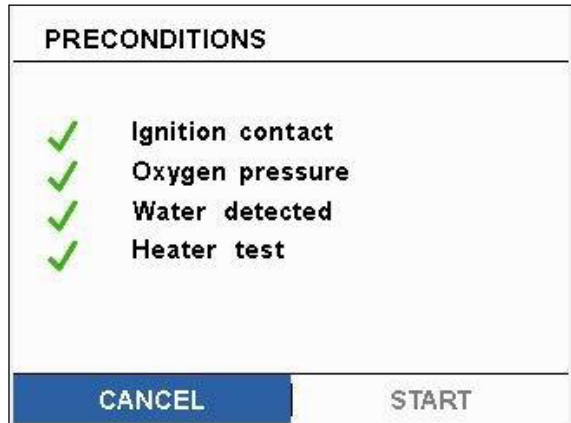 PRECONDITIONS
Ignition contact
Oxygen pressure
Water detected
Heater test
CANCEL START